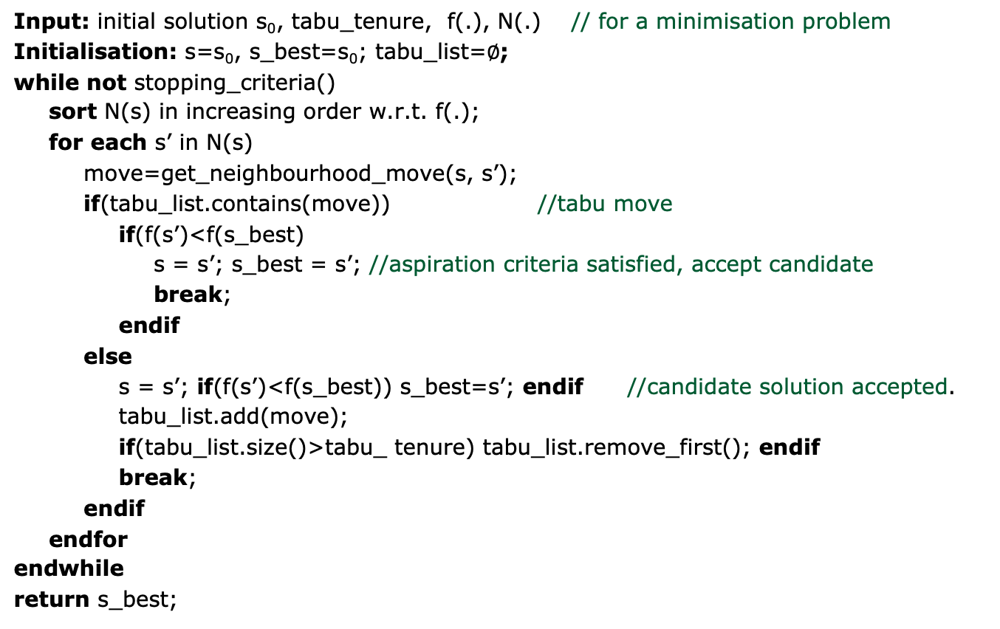 Input: initial solution s₀, tabu_tenure, f(.), N(.) // for a minimisation problem
Initialisation: s=s₀, s_best=s₀; tabu_list=∅;
while not stopping_criteria()
sort N(s) in increasing order w.r.t. f(.);
for each s’ in N(s)
move=get_neighbourhood_move(s, s’);
if(tabu_list.contains(move)) //tabu move
if(f(s’)<f(s_best)
s = s’; s_best = s’; //aspiration criteria satisfied, accept candidate
break;
endif
else
s = s’; if(f(s’)<f(s_best)) s_best=s’; endif //candidate solution accepted.
tabu_list.add(move);
if(tabu_list.size()>tabu_ tenure) tabu_list.remove_first(); endif
break;
endif
endfor
endwhile
return s_best;